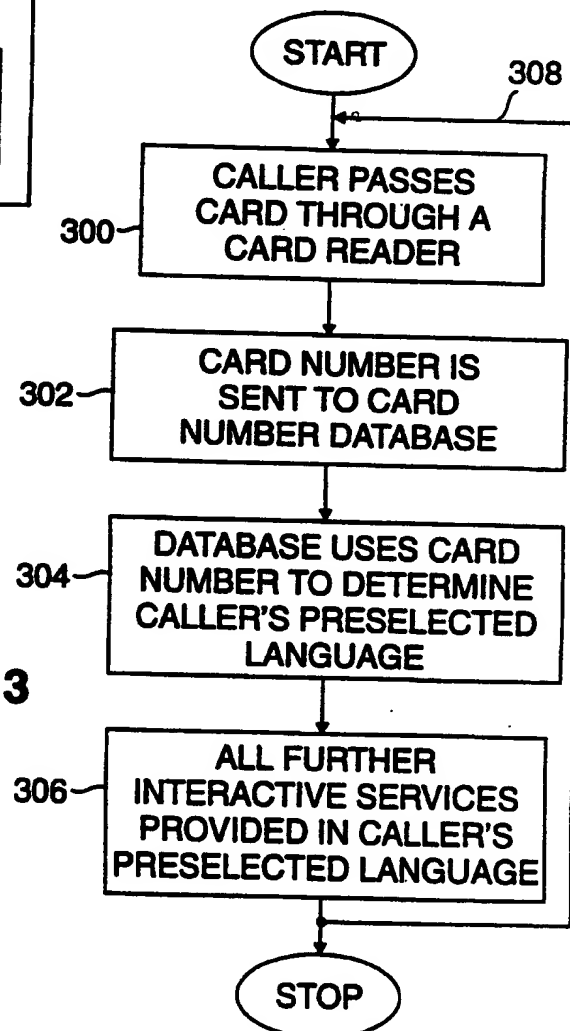 START
308
CALLER PASSES
CARD THROUGH A
CARD READER
300
CARD NUMBER IS
SENT TO CARD
NUMBER DATABASE
302
DATABASE USES CARD
NUMBER TO DETERMINE
CALLER'S PRESELECTED
LANGUAGE
304
3
ALL FURTHER
INTERACTIVE SERVICES
PROVIDED IN CALLER'S
PRESELECTED LANGUAGE
306
STOP